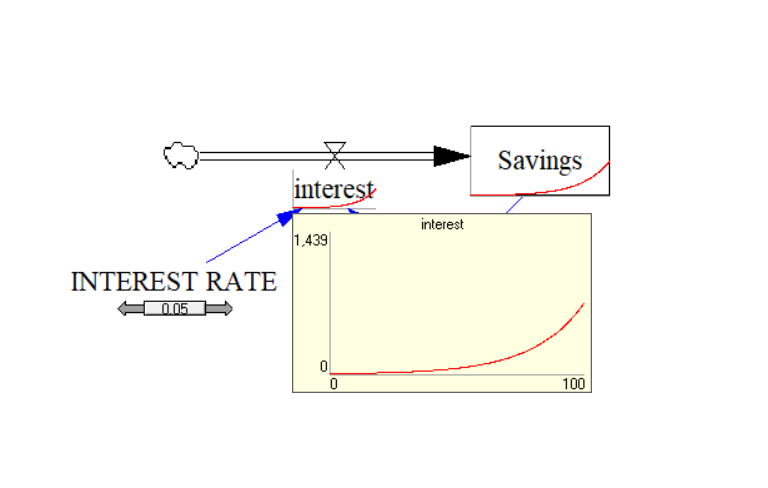 Savings
interest
INTEREST RATE
0.05
interest
1,439
0
0
100